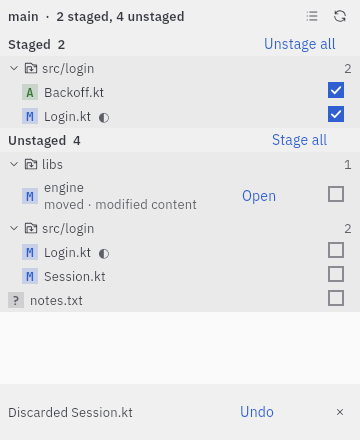 main · 2 staged, 4 unstaged
Staged 2 Unstage all
src/login 2
A Backoff.kt
M Login.kt
Unstaged 4 Stage all
libs 1
M engine
moved · modified content Open
src/login 2
M Login.kt
M Session.kt
? notes.txt
Discarded Session.kt Undo ×